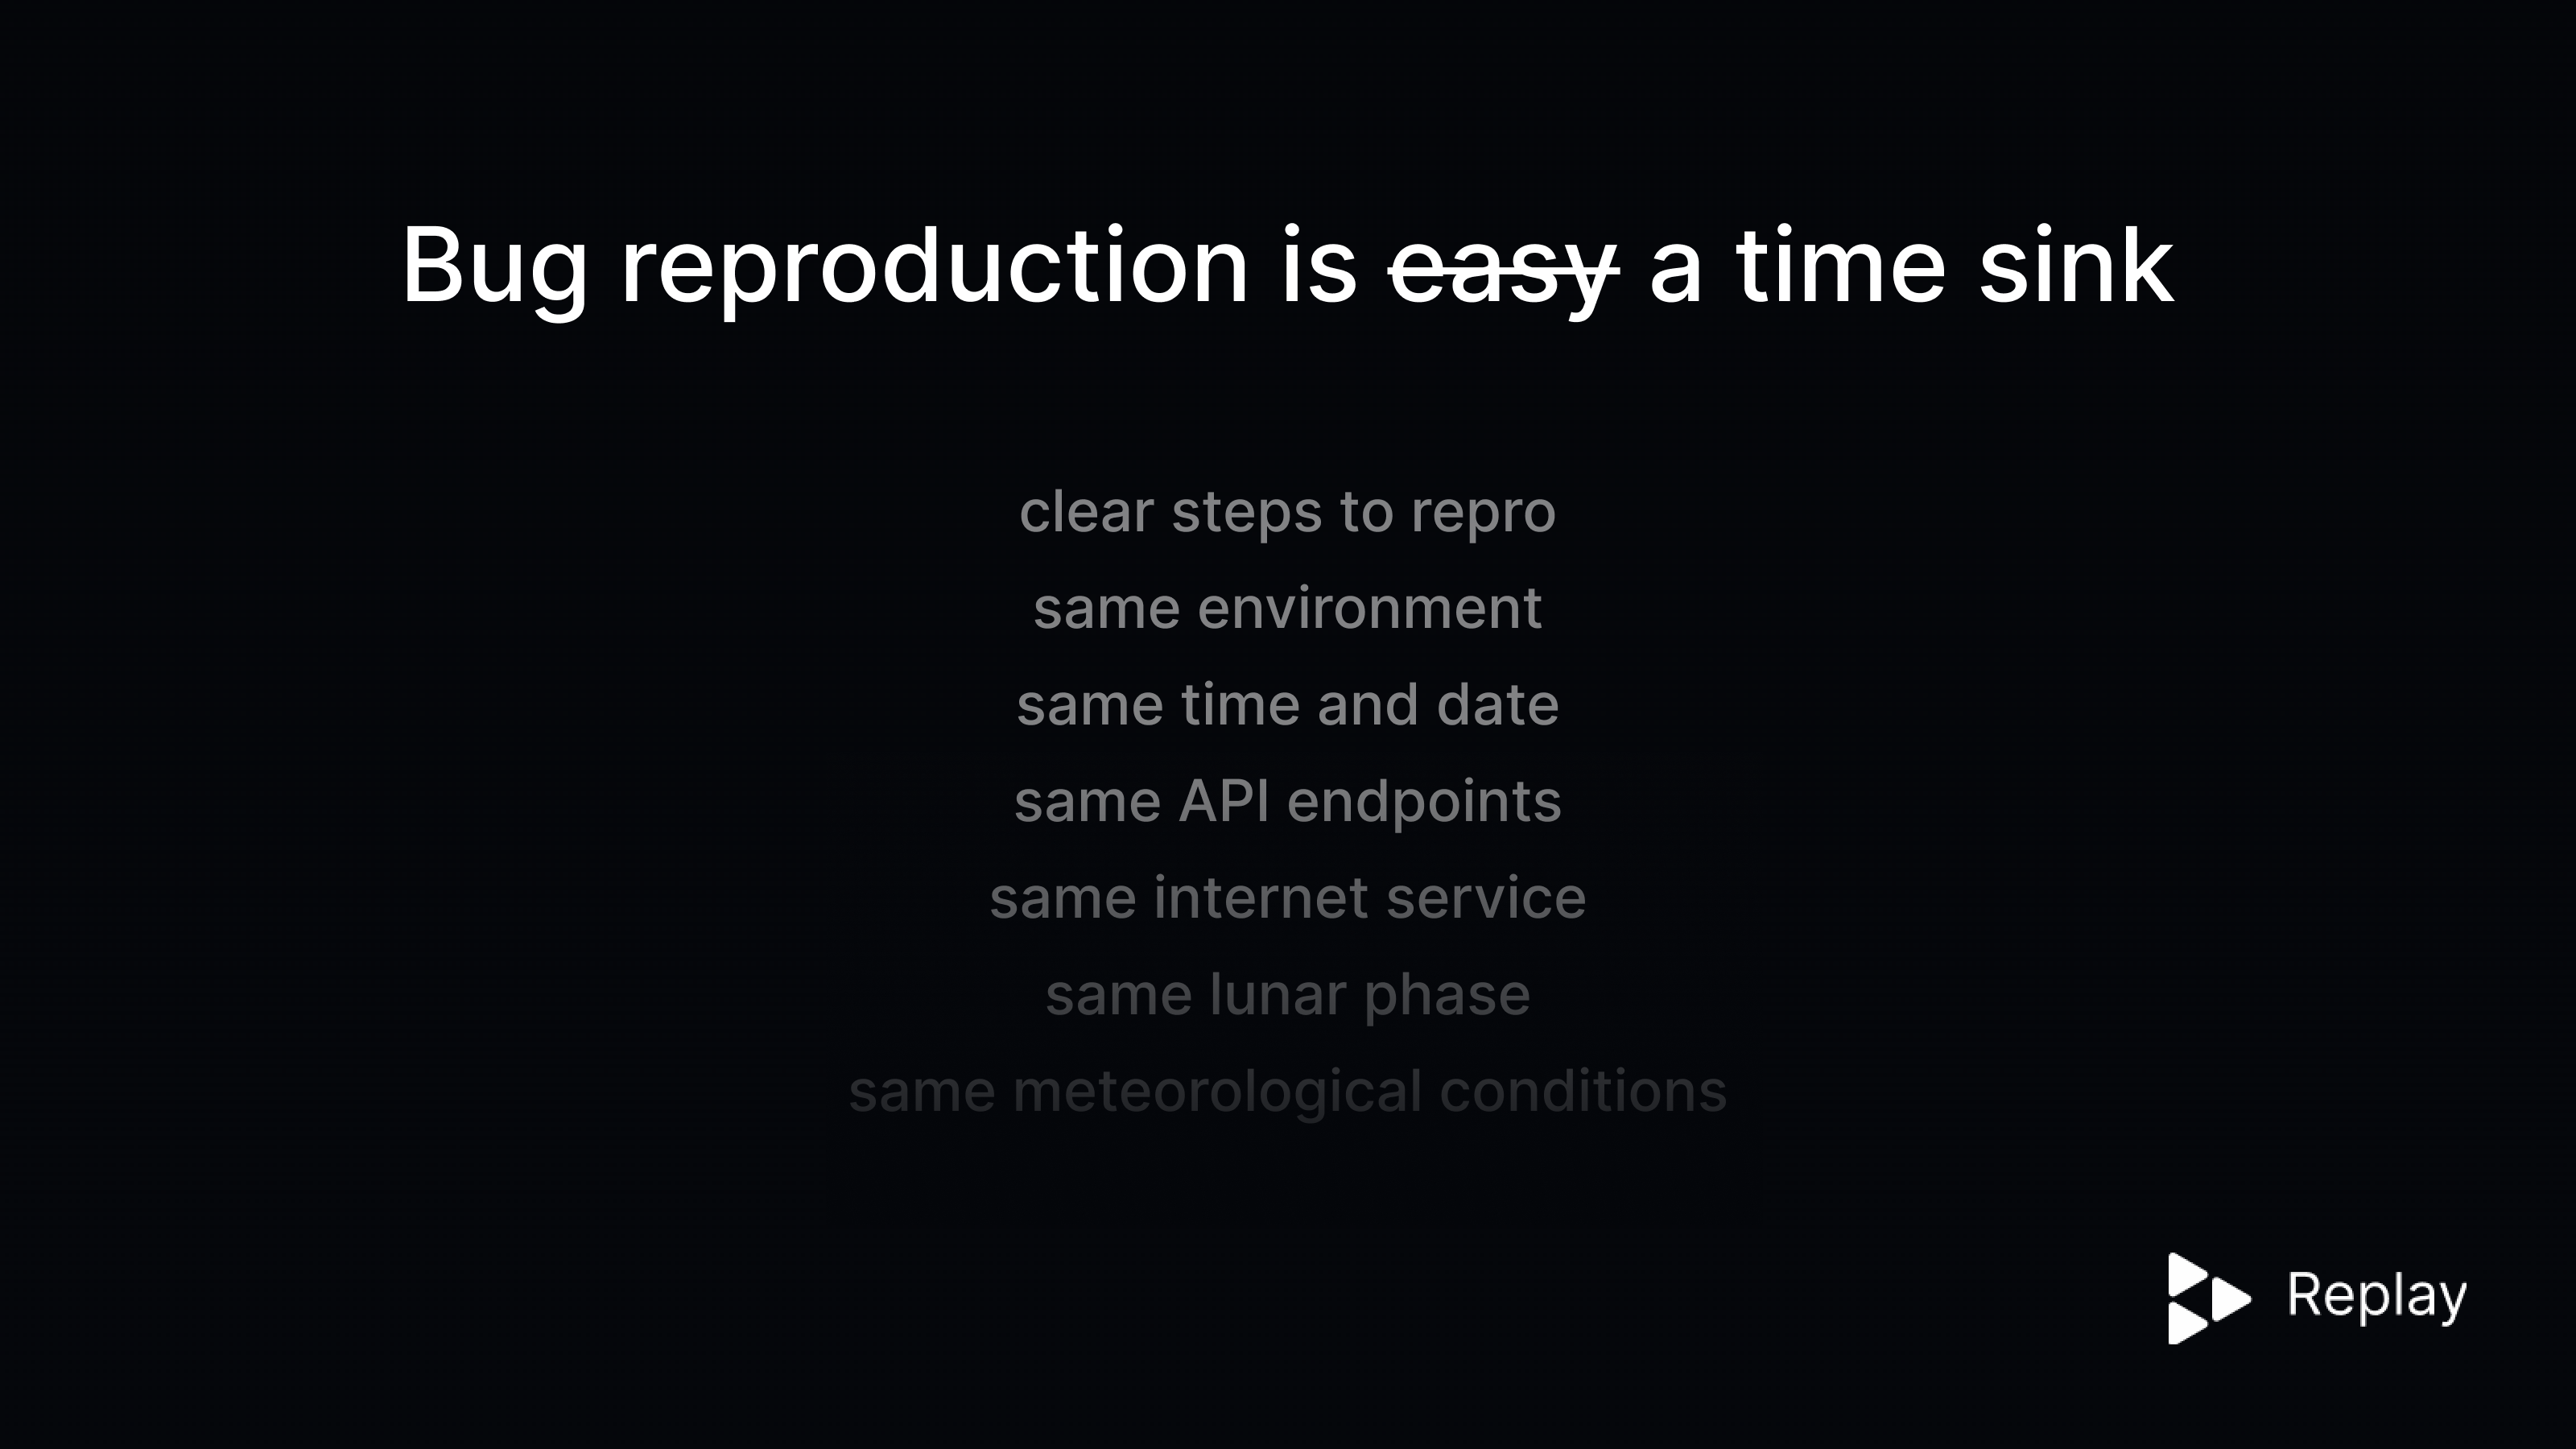 Bug reproduction is easy a time sink
clear steps to repro
same environment
same time and date
same API endpoints
same internet service
same lunar phase
same meteorological conditions
Replay